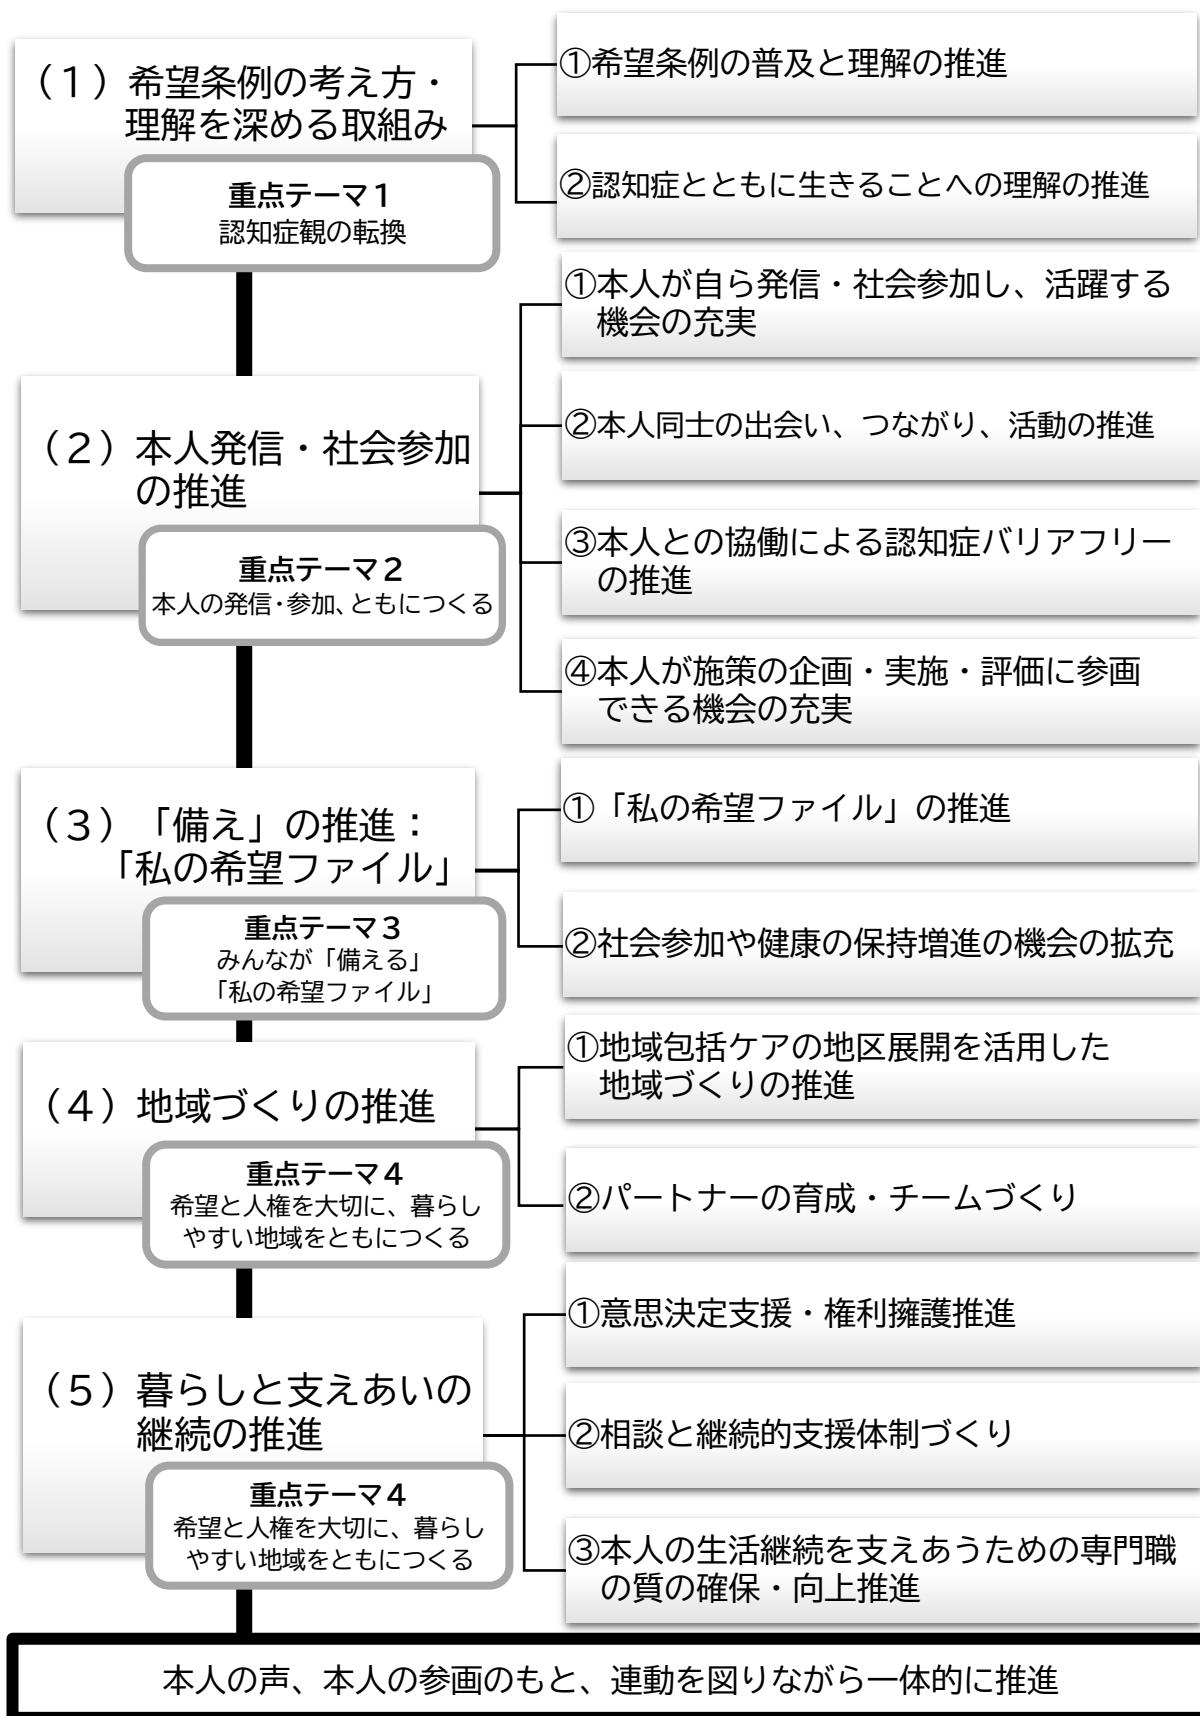 （1）希望条例の考え方・
理解を深める取組み
重点テーマ1
認知症観の転換
①希望条例の普及と理解の推進
②認知症とともに生きることへの理解の推進
（2）本人発信・社会参加
の推進
重点テーマ2
本人の発信・参加、ともにつくる
①本人が自ら発信・社会参加し、活躍する
機会の充実
②本人同士の出会い、つながり、活動の推進
③本人との協働による認知症バリアフリー
の推進
④本人が施策の企画・実施・評価に参画
できる機会の充実
（3）「備え」の推進：
「私の希望ファイル」
重点テーマ3
みんなが「備える」
「私の希望ファイル」
①「私の希望ファイル」の推進
②社会参加や健康の保持増進の機会の拡充
（4）地域づくりの推進
重点テーマ4
希望と人権を大切に、暮らし
やすい地域をともにつくる
①地域包括ケアの地区展開を活用した
地域づくりの推進
②パートナーの育成・チームづくり
（5）暮らしと支えあいの
継続の推進
重点テーマ4
希望と人権を大切に、暮らし
やすい地域をともにつくる
①意思決定支援・権利擁護推進
②相談と継続的支援体制づくり
③本人の生活継続を支えあうための専門職
の質の確保・向上推進
本人の声、本人の参画のもと、連動を図りながら一体的に推進